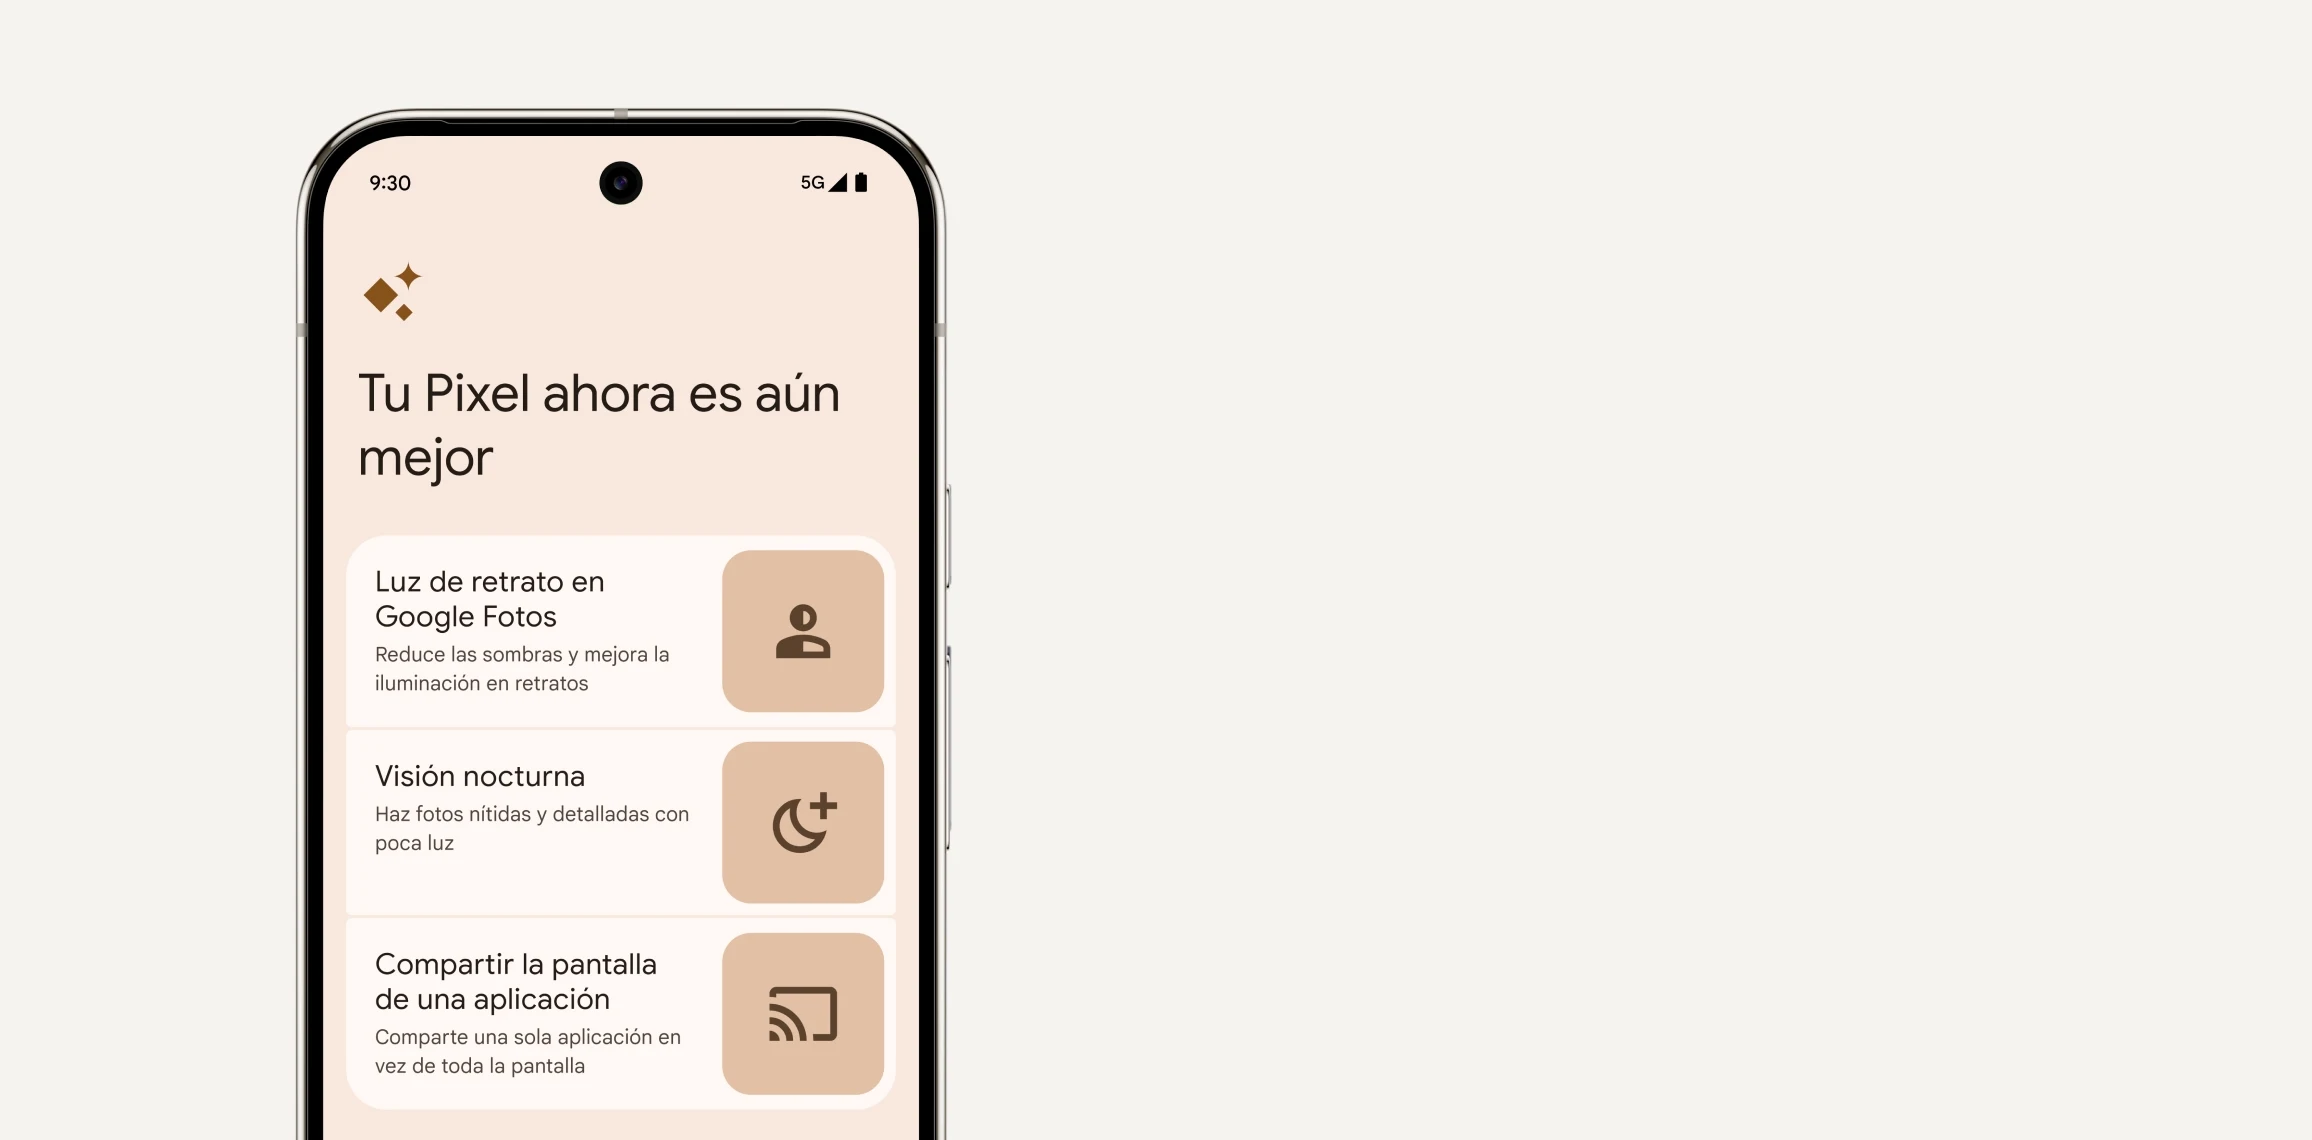 9:30
5G
Tu Pixel ahora es aún
mejor
Luz de retrato en
Google Fotos
Reduce las sombras y mejora la
iluminación en retratos
Visión nocturna
Haz fotos nítidas y detalladas con
poca luz
Compartir la pantalla
de una aplicación
Comparte una sola aplicación en
vez de toda la pantalla